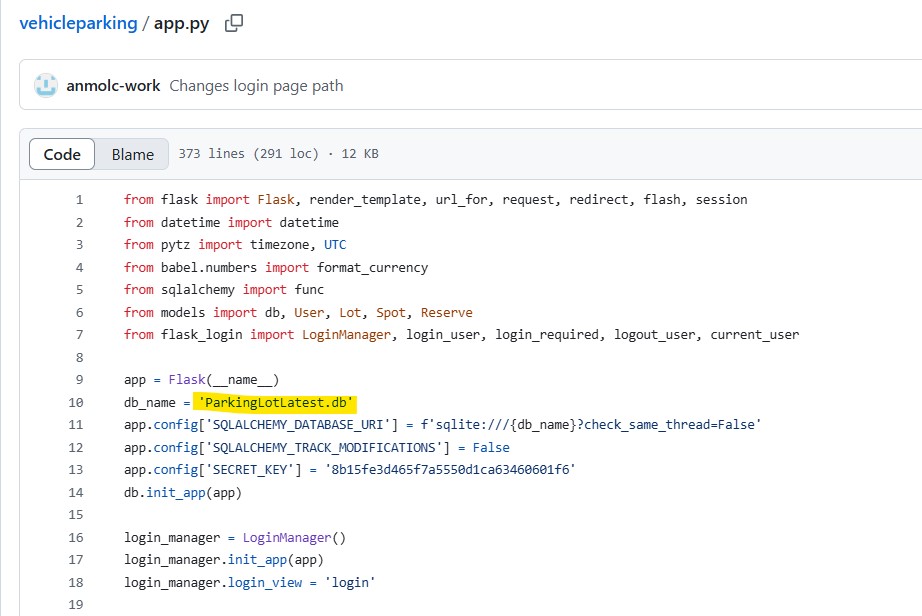 vehicleparking / app.py
anmolc-work Changes login page path
Code Blame 373 lines (291 loc) · 12 KB
1 from flask import Flask, render_template, url_for, request, redirect, flash, session
2 from datetime import datetime
3 from pytz import timezone, UTC
4 from babel.numbers import format_currency
5 from sqlalchemy import func
6 from models import db, User, Lot, Spot, Reserve
7 from flask_login import LoginManager, login_user, login_required, logout_user, current_user
8
9 app = Flask(__name__)
10 db_name = 'ParkingLotLatest.db'
11 app.config['SQLALCHEMY_DATABASE_URI'] = f'sqlite:///{db_name}?check_same_thread=False'
12 app.config['SQLALCHEMY_TRACK_MODIFICATIONS'] = False
13 app.config['SECRET_KEY'] = '8b15fe3d465f7a5550d1ca63460601f6'
14 db.init_app(app)
15
16 login_manager = LoginManager()
17 login_manager.init_app(app)
18 login_manager.login_view = 'login'
19